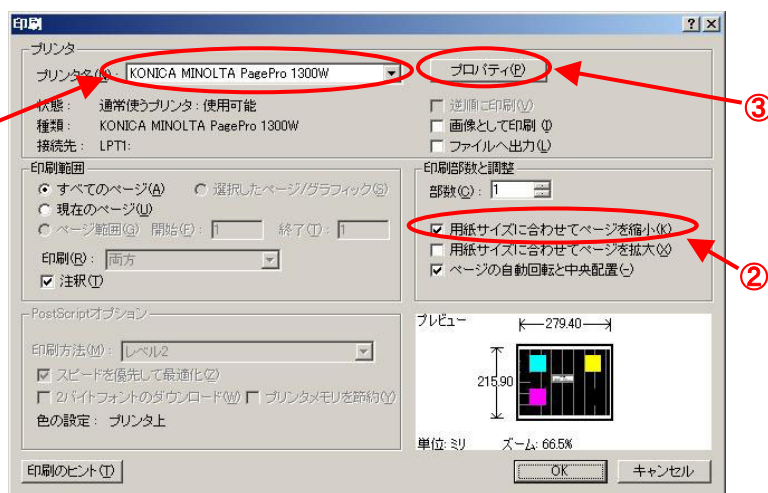 印刷
プリンタ
プリンタ名(N): KONICA MINOLTA PagePro 1300W
プロパティ(P)
③
状態: 通常使うプリンタ : 使用可能
逆順に印刷(V)
種類: KONICA MINOLTA PagePro 1300W
画像として印刷(I)
接続先: LPT1:
ファイルへ出力(L)
印刷範囲
印刷部数と調整
すべてのページ(A) 選択したページ/グラフィック(S)
部数(C): 1
現在のページ(U)
用紙サイズに合わせてページを縮小(K)
ページ範囲(G) 開始(F): 1 終了(T): 1
用紙サイズに合わせてページを拡大(X)
印刷(R): 両方
ページの自動回転と中央配置(-)
②
注釈(T)
PostScriptオプション
プレビュー
279.40
印刷方法(M): レベル2
スピードを優先して最適化(Z)
215.90
2バイトフォントのダウンロード(W) プリンタメモリを節約(Y)
色の設定: プリンタ上
単位: ミリ ズーム: 66.5%
印刷のヒント(T)
OK キャンセル